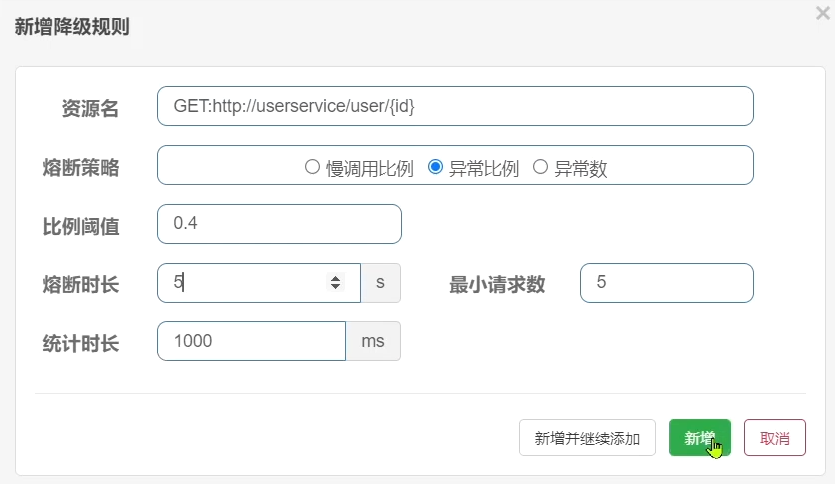 新增降级规则
×
资源名 GET:http://userservice/user/{id}
熔断策略 慢调用比例 异常比例 异常数
比例阈值 0.4
熔断时长 5 s 最小请求数 5
统计时长 1000 ms
新增并继续添加 新增 取消